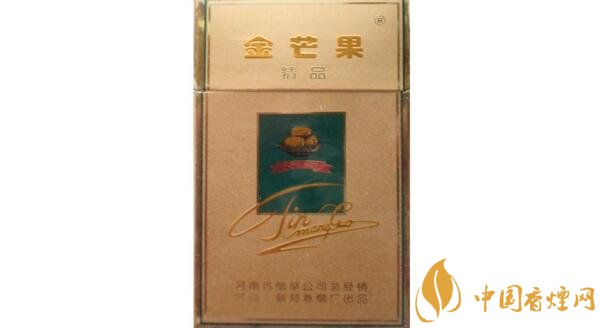 金芒果
®
精品
Jin
mangGuo
河南省烟草公司总经销
新郑卷烟厂出品
中国香烟网